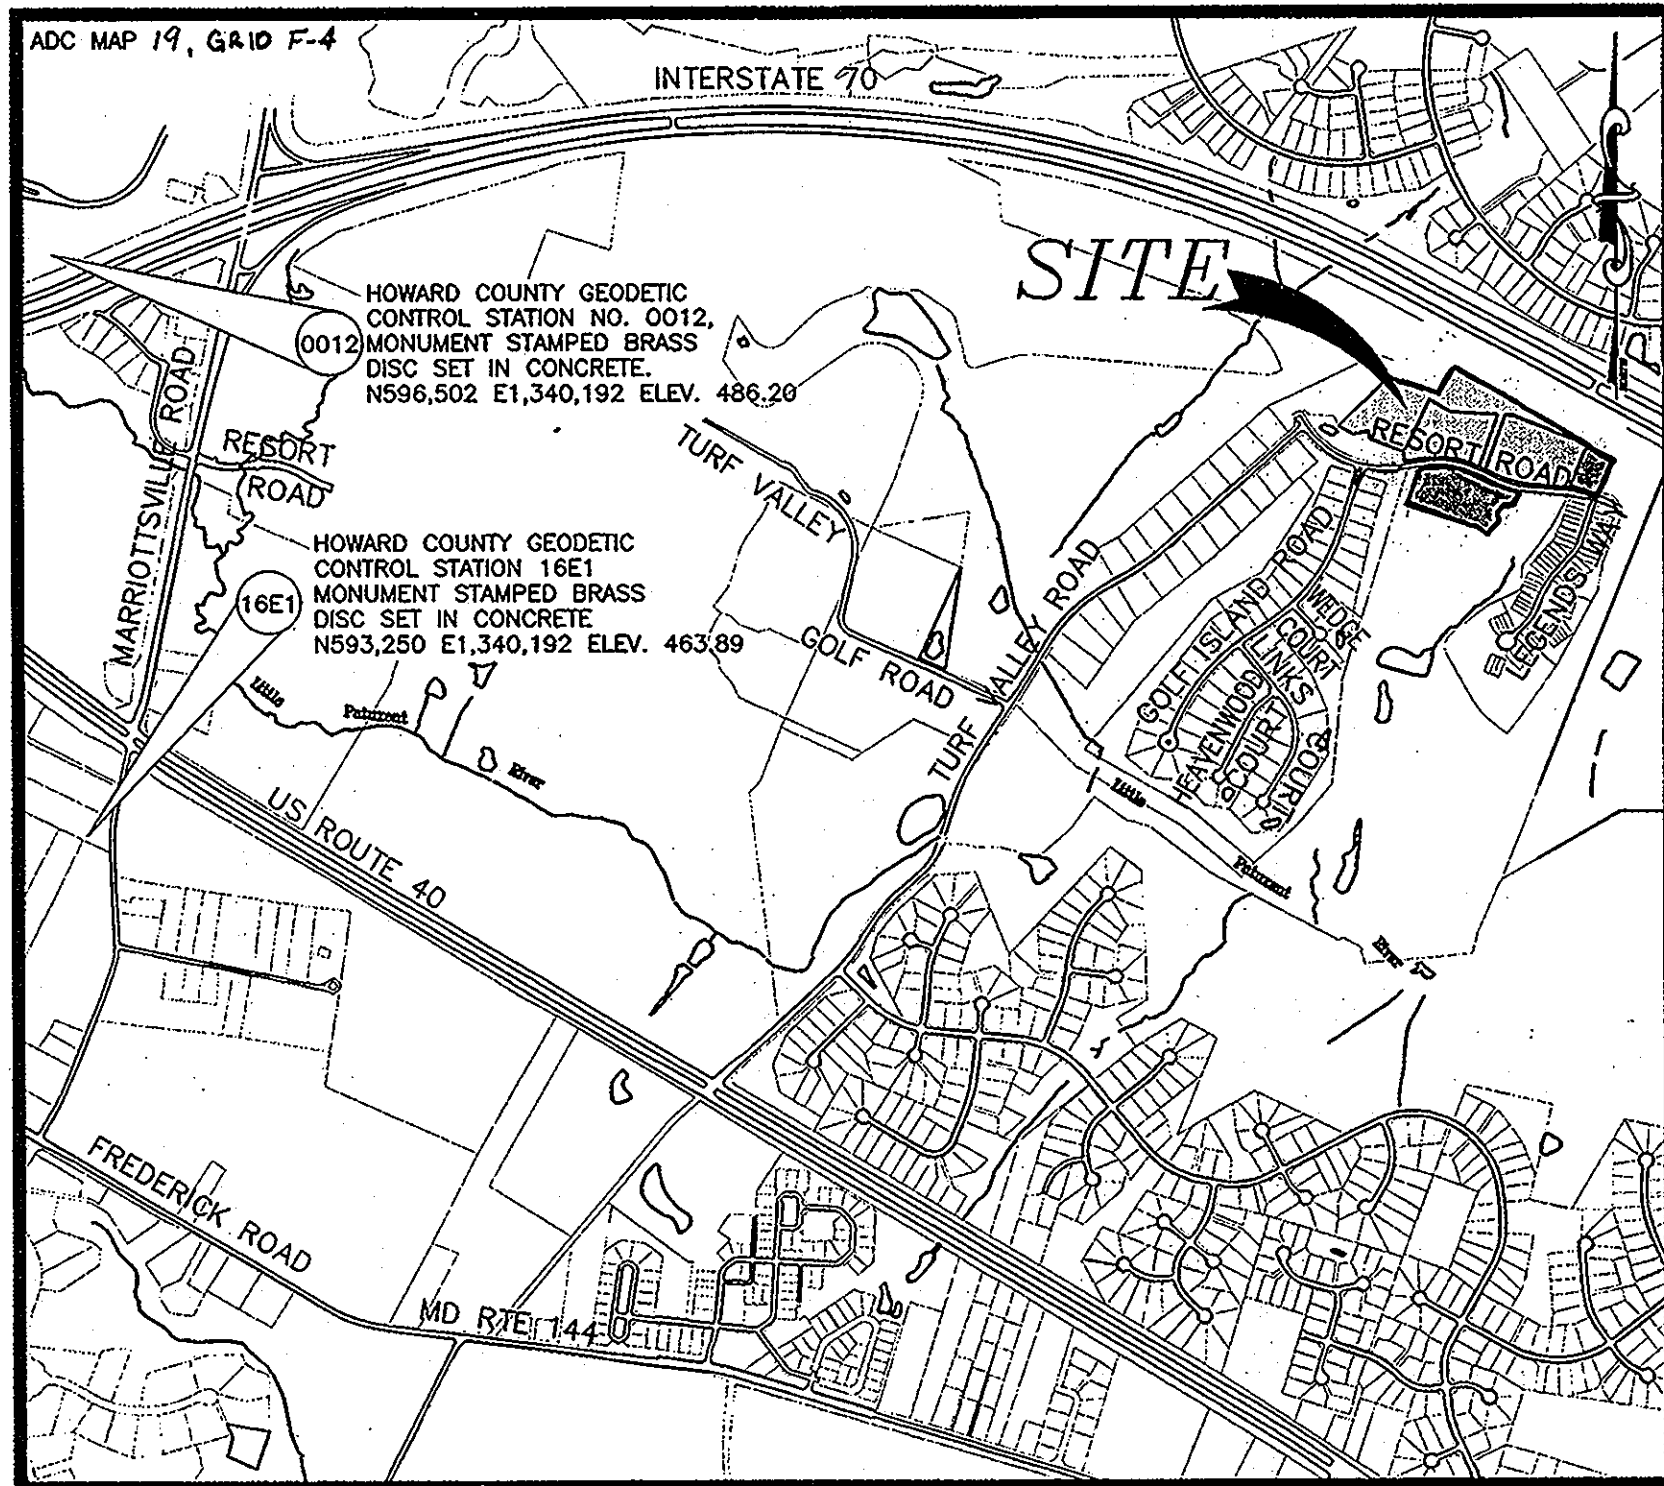 ADC MAP 19, GRID F-4
INTERSTATE 70
SITE
HOWARD COUNTY GEODETIC
CONTROL STATION NO. 0012,
MONUMENT STAMPED BRASS
DISC SET IN CONCRETE.
N596,502 E1,340,192 ELEV. 486.20
0012
MARRIOTTSVILLE ROAD
RESORT
ROAD
TURF VALLEY
GOLF ROAD
RESORT ROAD
HOWARD COUNTY GEODETIC
CONTROL STATION 16E1
MONUMENT STAMPED BRASS
DISC SET IN CONCRETE
N593,250 E1,340,192 ELEV. 463.89
16E1
TURF VALLEY ROAD
GOLF ISLAND ROAD
WEDGE
COURT
LINKS
COURT
HEAVENWOOD
COURT
LEGENDS WAY
Little
Patuxent
River
Little
Patuxent
River
US ROUTE 40
FREDERICK ROAD
MD RTE 144